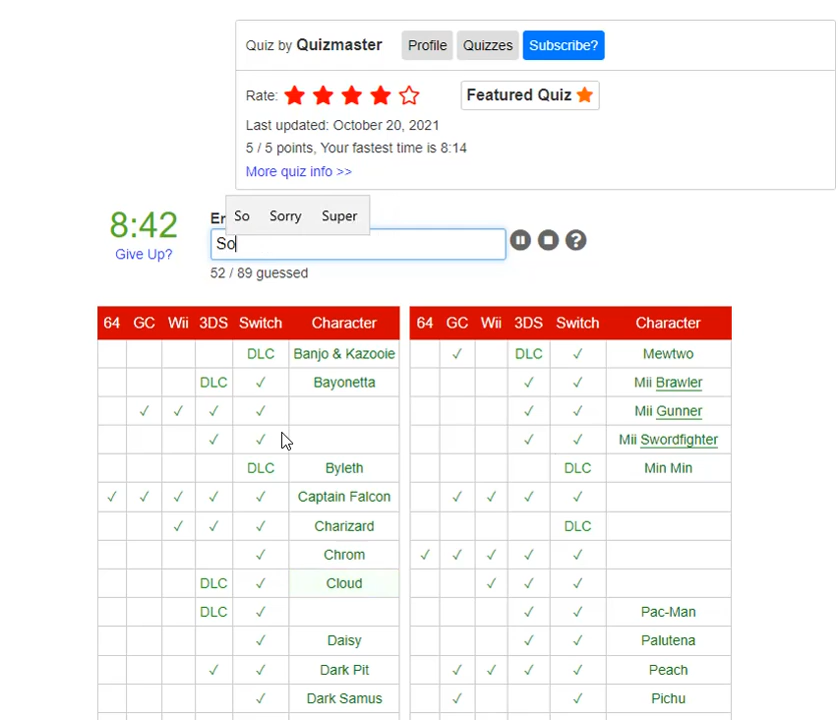 Quiz by Quizmaster Profile Quizzes Subscribe?
Rate: Featured Quiz
Last updated: October 20, 2021
5 / 5 points, Your fastest time is 8:14
More quiz info >>
8:42
Give Up?
Er
So Sorry Super
So
52 / 89 guessed
64 GC Wii 3DS Switch Character
DLC Banjo & Kazooie
DLC ✓ Bayonetta
✓ ✓ ✓ ✓
✓ ✓
DLC Byleth
✓ ✓ ✓ ✓ ✓ Captain Falcon
✓ ✓ ✓ Charizard
✓ Chrom
DLC ✓ Cloud
DLC ✓
✓ Daisy
✓ ✓ Dark Pit
✓ Dark Samus
64 GC Wii 3DS Switch Character
✓ DLC ✓ Mewtwo
✓ ✓ Mii Brawler
✓ ✓ Mii Gunner
✓ ✓ Mii Swordfighter
DLC Min Min
✓ ✓ ✓ ✓
DLC
✓ ✓ ✓ ✓ ✓
✓ ✓ ✓
✓ ✓ Pac-Man
✓ ✓ Palutena
✓ ✓ ✓ ✓ Peach
✓ ✓ Pichu